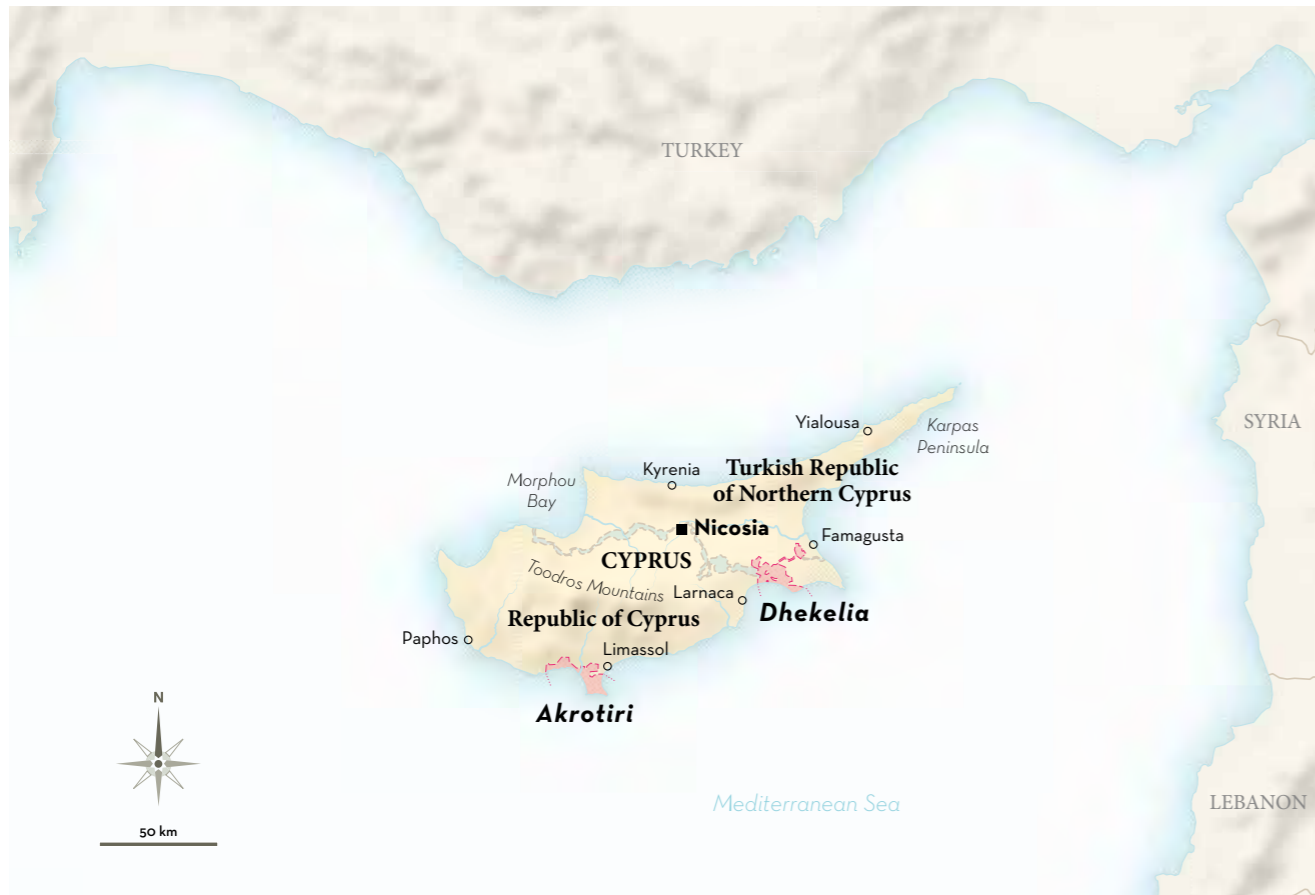 TURKEY
SYRIA
Yialousa
Karpas
Peninsula
Kyrenia
Turkish Republic
of Northern Cyprus
Morphou
Bay
Nicosia
Famagusta
CYPRUS
Toodros Mountains
Larnaca
Dhekelia
Republic of Cyprus
Paphos
Limassol
Akrotiri
N
Mediterranean Sea
LEBANON
50 km